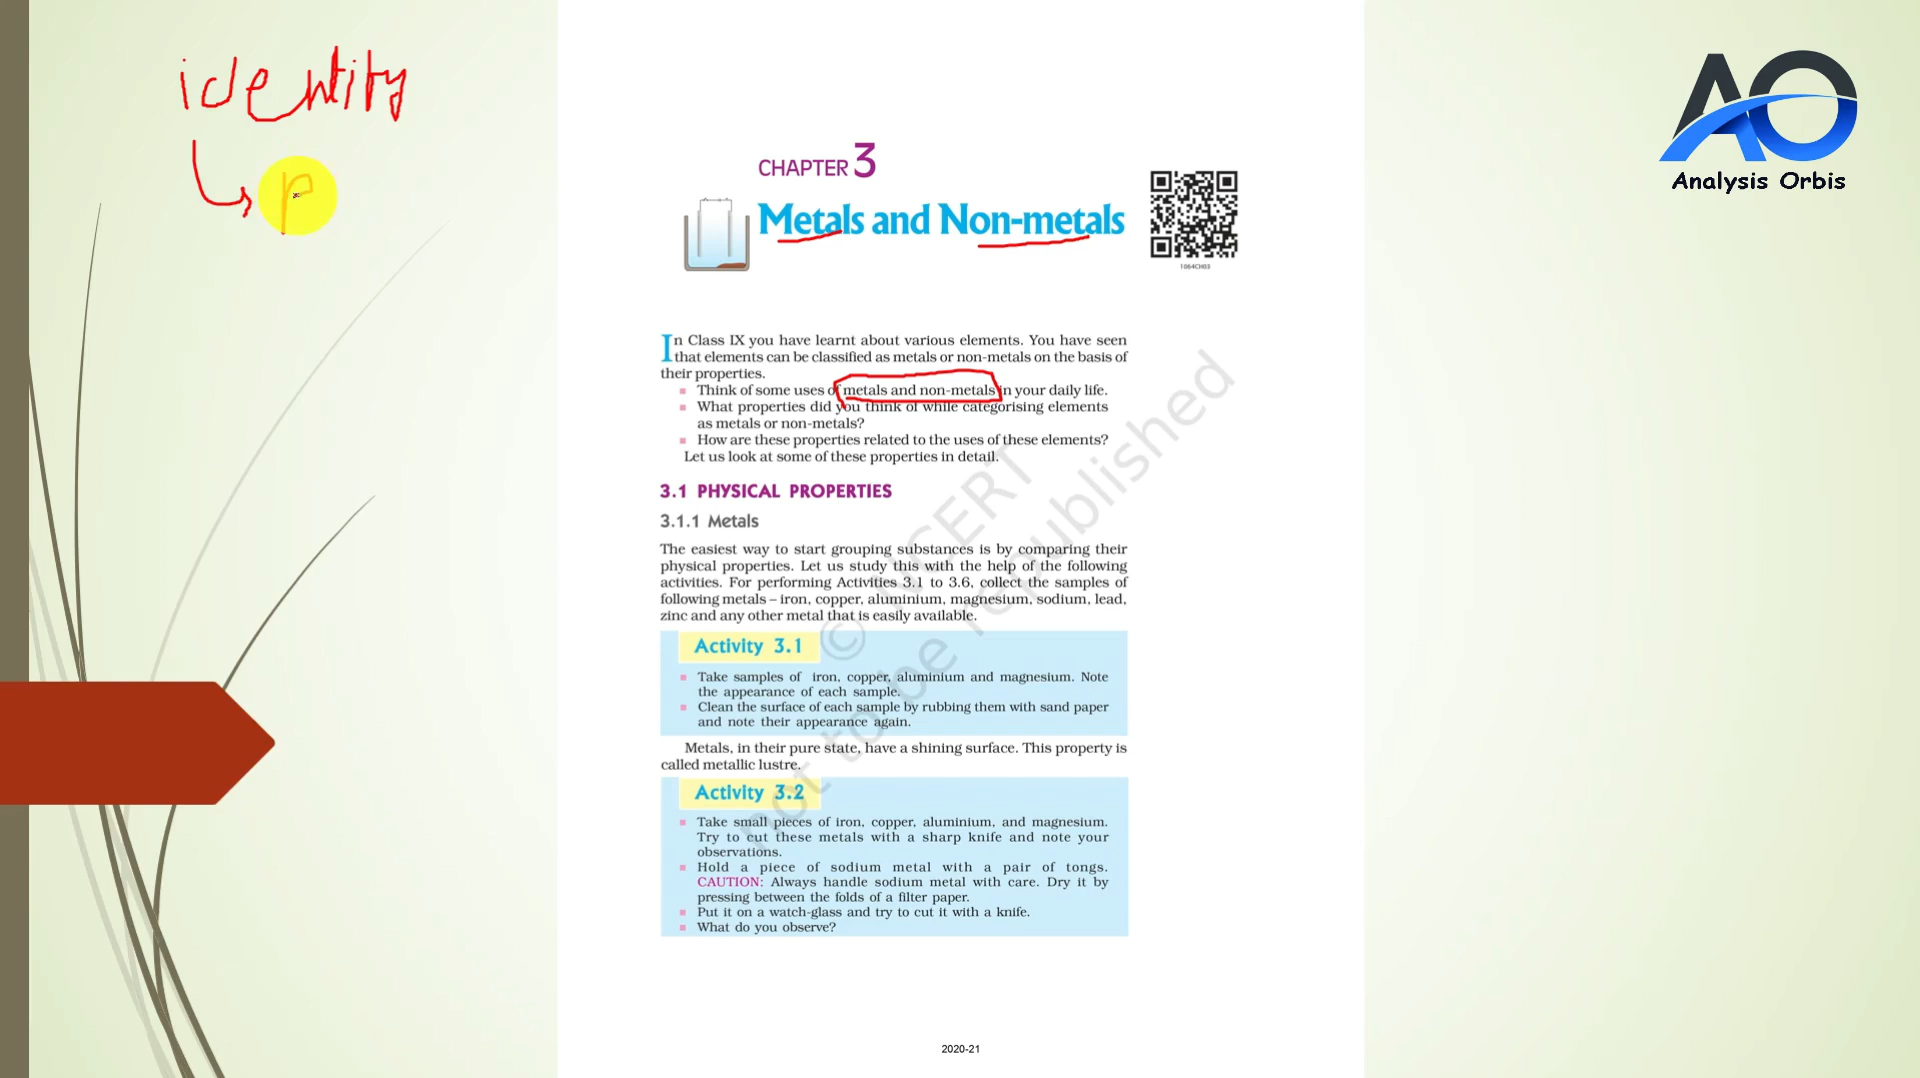 identity
P
AO
Analysis Orbis
CHAPTER 3
Metals and Non-metals
1064CH03
In Class IX you have learnt about various elements. You have seen
that elements can be classified as metals or non-metals on the basis of
their properties.
Think of some uses of metals and non-metals in your daily life.
What properties did you think of while categorising elements
as metals or non-metals?
How are these properties related to the uses of these elements?
Let us look at some of these properties in detail.
3.1 PHYSICAL PROPERTIES
3.1.1 Metals
The easiest way to start grouping substances is by comparing their
physical properties. Let us study this with the help of the following
activities. For performing Activities 3.1 to 3.6, collect the samples of
following metals – iron, copper, aluminium, magnesium, sodium, lead,
zinc and any other metal that is easily available.
Activity 3.1
Take samples of iron, copper, aluminium and magnesium. Note
the appearance of each sample.
Clean the surface of each sample by rubbing them with sand paper
and note their appearance again.
Metals, in their pure state, have a shining surface. This property is
called metallic lustre.
Activity 3.2
Take small pieces of iron, copper, aluminium, and magnesium.
Try to cut these metals with a sharp knife and note your
observations.
Hold a piece of sodium metal with a pair of tongs.
CAUTION: Always handle sodium metal with care. Dry it by
pressing between the folds of a filter paper.
Put it on a watch-glass and try to cut it with a knife.
What do you observe?
© NCERT
not to be republished
2020-21